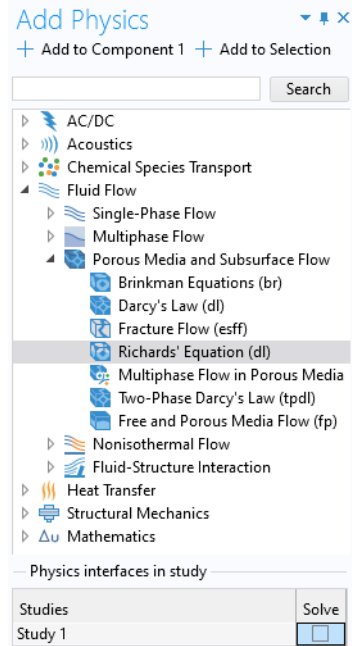 Add Physics
+ Add to Component 1 + Add to Selection
Search
AC/DC
Acoustics
Chemical Species Transport
Fluid Flow
Single-Phase Flow
Multiphase Flow
Porous Media and Subsurface Flow
Brinkman Equations (br)
Darcy's Law (dl)
Fracture Flow (esff)
Richards' Equation (dl)
Multiphase Flow in Porous Media
Two-Phase Darcy's Law (tpdl)
Free and Porous Media Flow (fp)
Nonisothermal Flow
Fluid-Structure Interaction
Heat Transfer
Structural Mechanics
Δu Mathematics
Physics interfaces in study
Studies Solve
Study 1